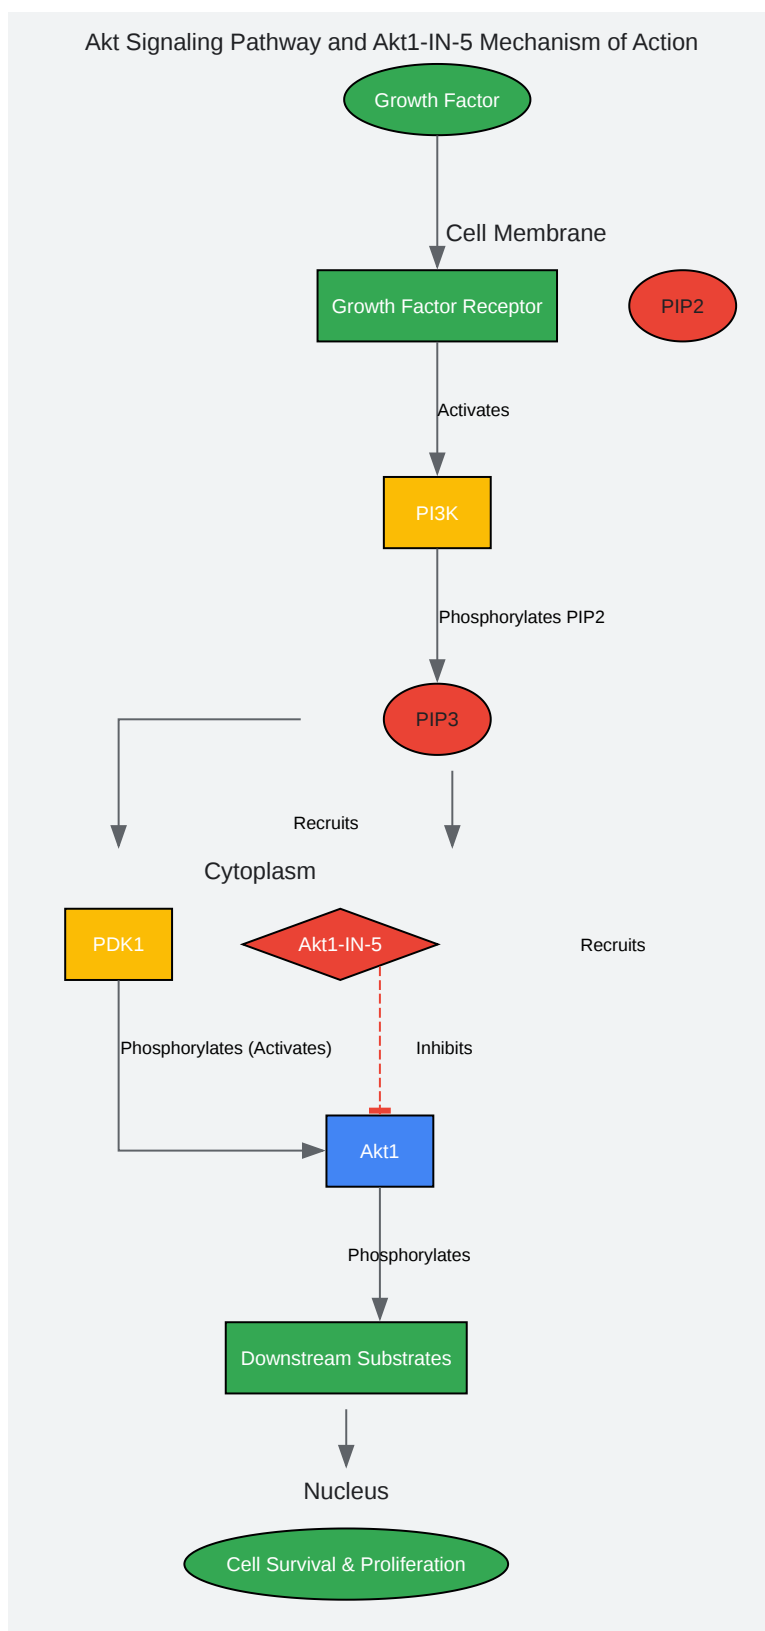 Akt Signaling Pathway and Akt1-IN-5 Mechanism of Action
Growth Factor
Cell Membrane
Growth Factor Receptor
PIP2
Activates
PI3K
Phosphorylates PIP2
PIP3
Recruits
Cytoplasm
PDK1
Akt1-IN-5
Recruits
Phosphorylates (Activates)
Inhibits
Akt1
Phosphorylates
Downstream Substrates
Nucleus
Cell Survival & Proliferation